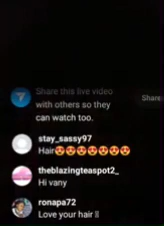 Share this live video
with others so they
can watch too.
Share
stay_sassy97
Hair😍😍😍😍😍😍😍
theblazingteaspot2_
Hi vany
ronapa72
Love your hair !!